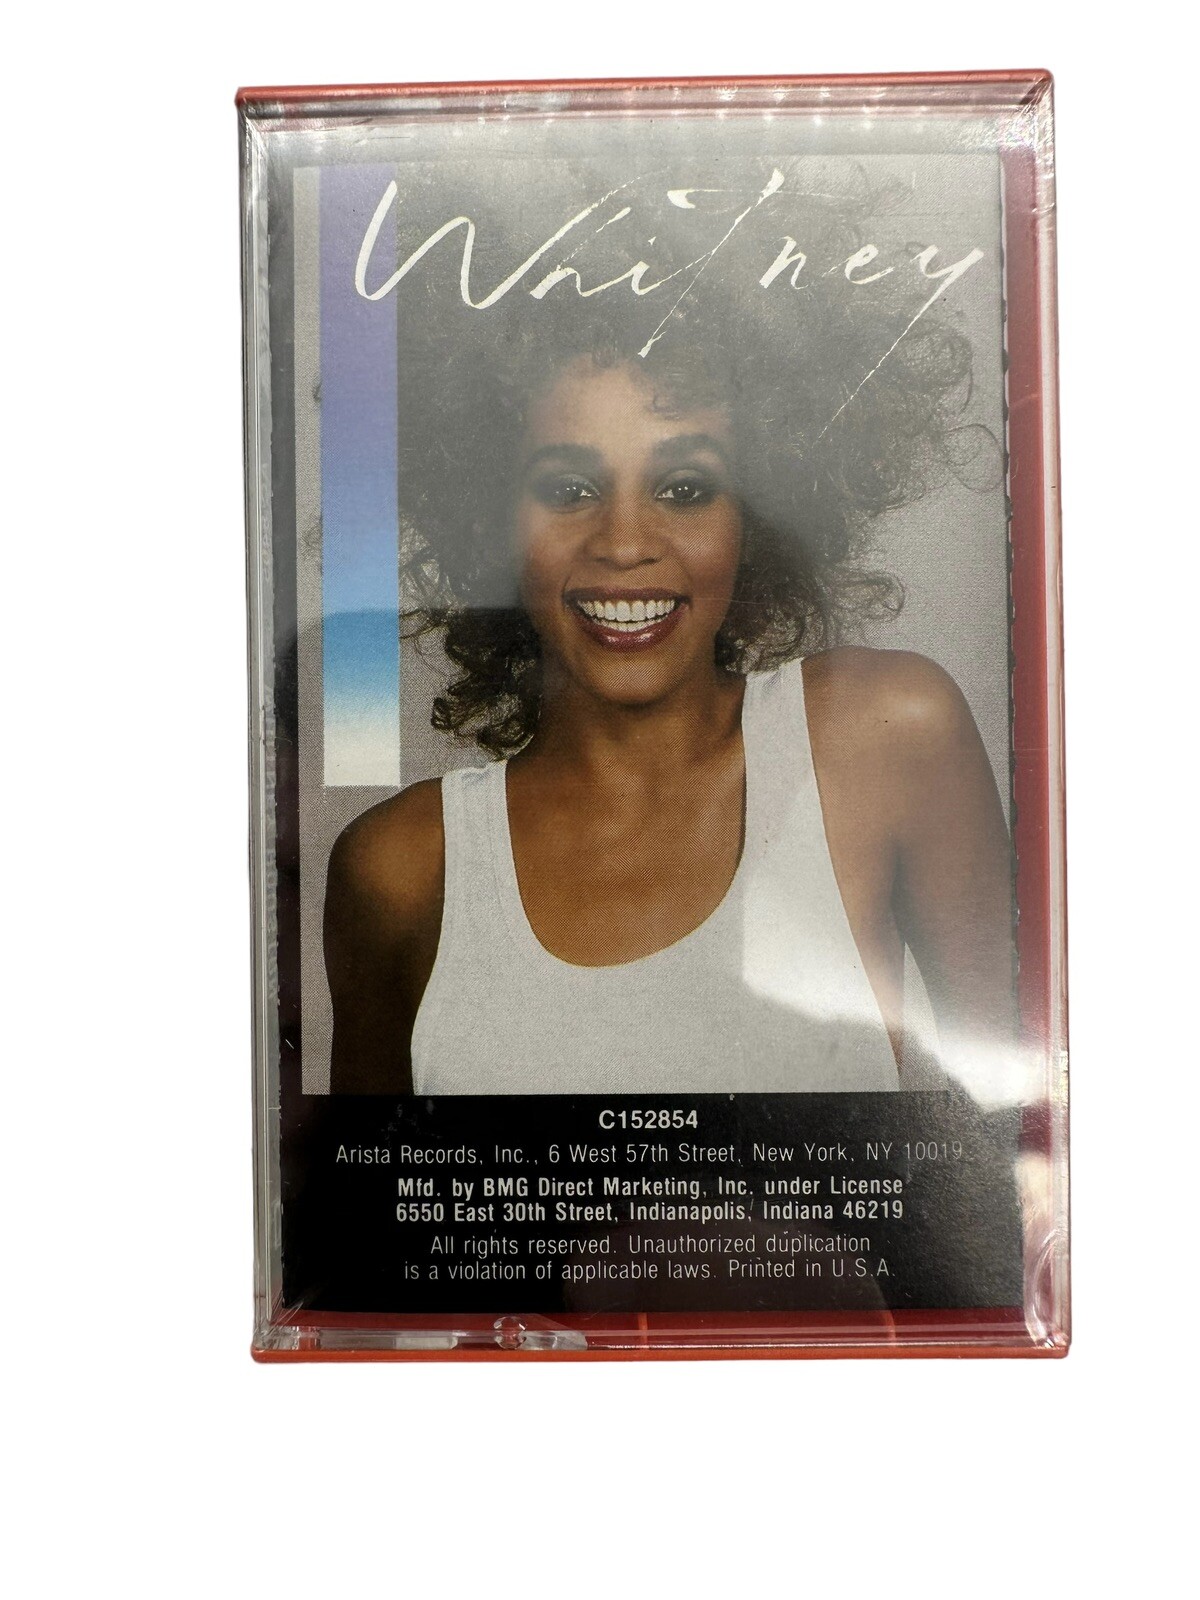 Whitney
C152854
Arista Records, Inc., 6 West 57th Street, New York, NY 10019
Mfd. by BMG Direct Marketing, Inc. under License
6550 East 30th Street, Indianapolis, Indiana 46219
All rights reserved. Unauthorized duplication
is a violation of applicable laws. Printed in U.S.A.